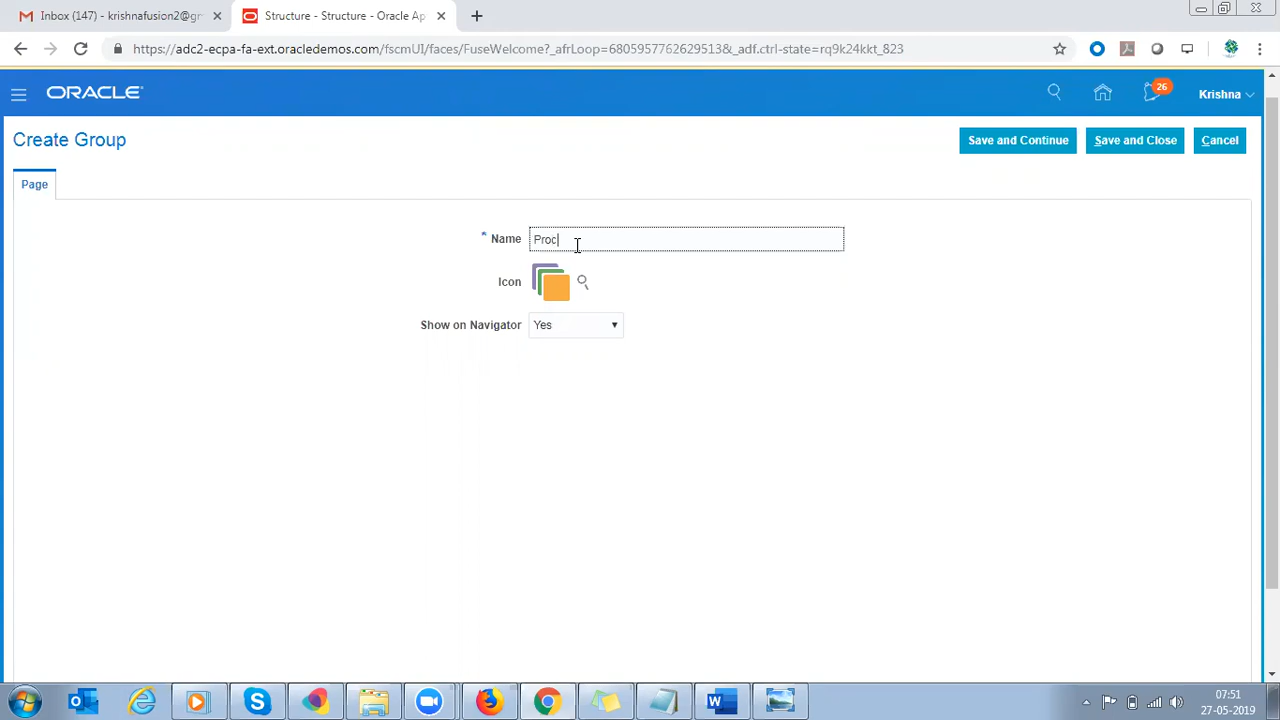 Inbox (147) - krishnafusion2@gm
Structure - Structure - Oracle Ap
https://adc2-ecpa-fa-ext.oracledemos.com/fscmUI/faces/FuseWelcome?_afrLoop=68059577626295513&_adf.ctrl-state=rq9k24kkt_823
ORACLE
26
Krishna
Create Group
Save and Continue
Save and Close
Cancel
Page
* Name
Proc
Icon
Show on Navigator
Yes
07:51
27-05-2019